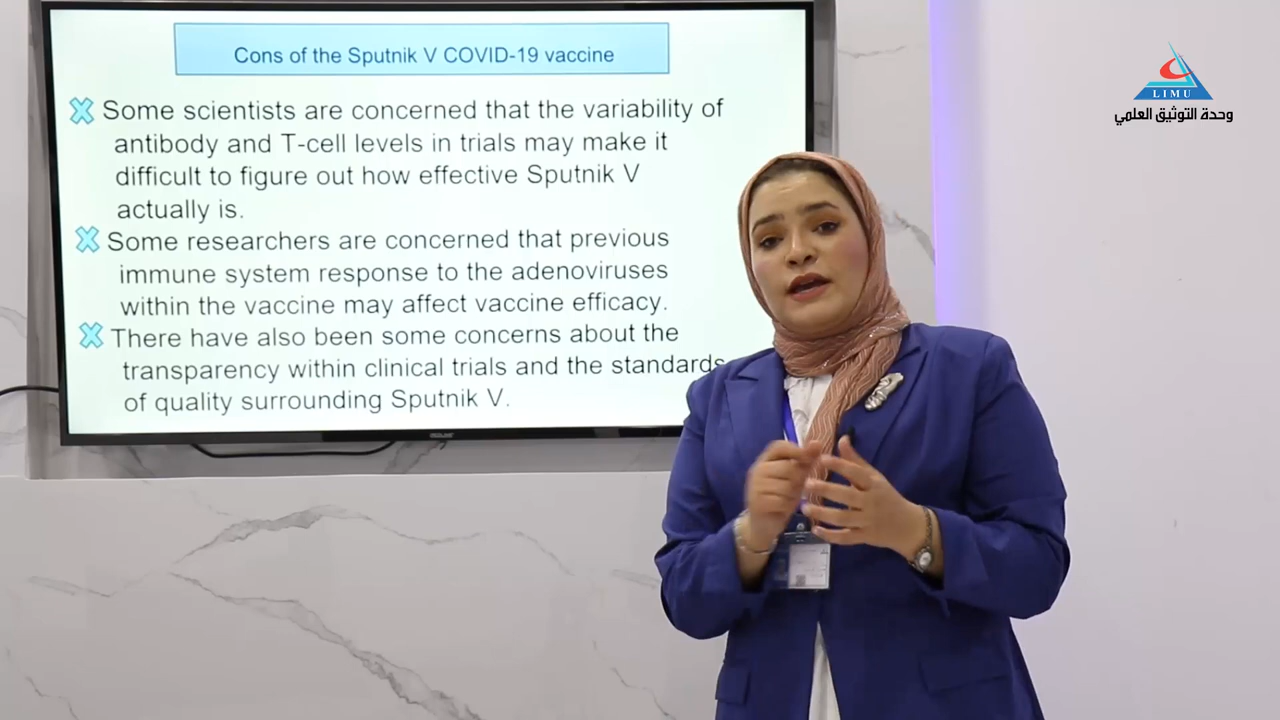 Cons of the Sputnik V COVID-19 vaccine
Some scientists are concerned that the variability of
antibody and T-cell levels in trials may make it
difficult to figure out how effective Sputnik V
actually is.
Some researchers are concerned that previous
immune system response to the adenoviruses
within the vaccine may affect vaccine efficacy.
There have also been some concerns about the
transparency within clinical trials and the standards
of quality surrounding Sputnik V.
LIMU
وحدة التوثيق العلمي